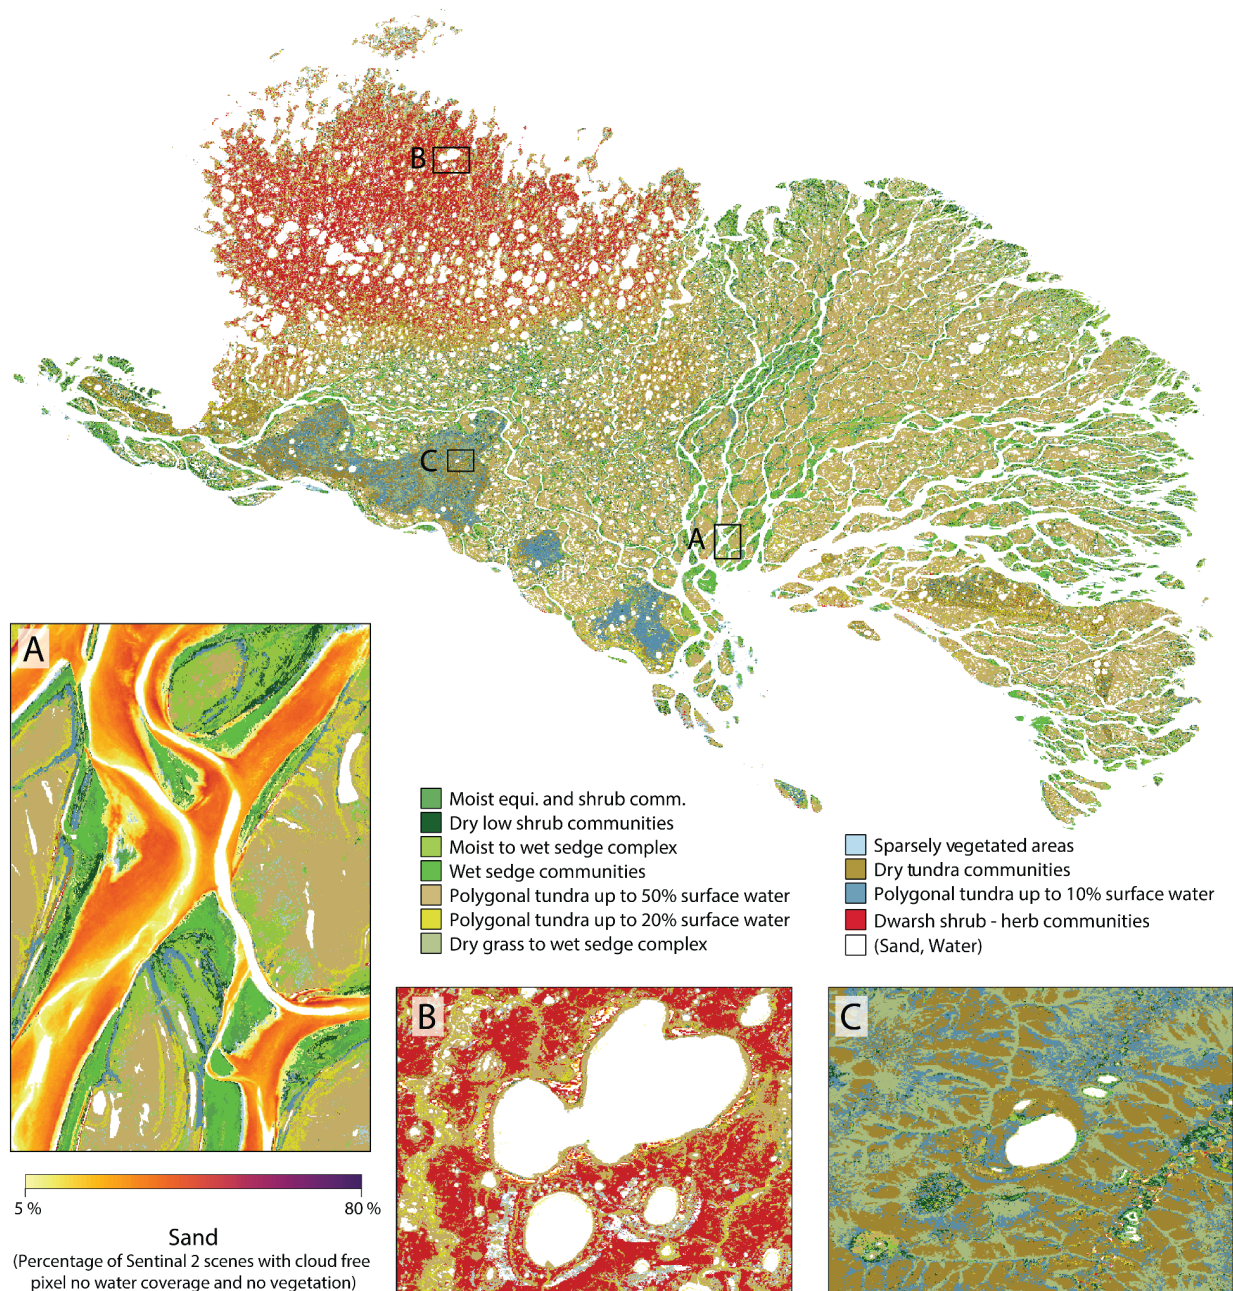 B
C
A
A
Moist equi. and shrub comm.
Dry low shrub communities
Moist to wet sedge complex
Wet sedge communities
Polygonal tundra up to 50% surface water
Polygonal tundra up to 20% surface water
Dry grass to wet sedge complex
Sparsely vegetated areas
Dry tundra communities
Polygonal tundra up to 10% surface water
Dwarsh shrub - herb communities
(Sand, Water)
B
C
5 %
80 %
Sand
(Percentage of Sentinal 2 scenes with cloud free
pixel no water coverage and no vegetation)